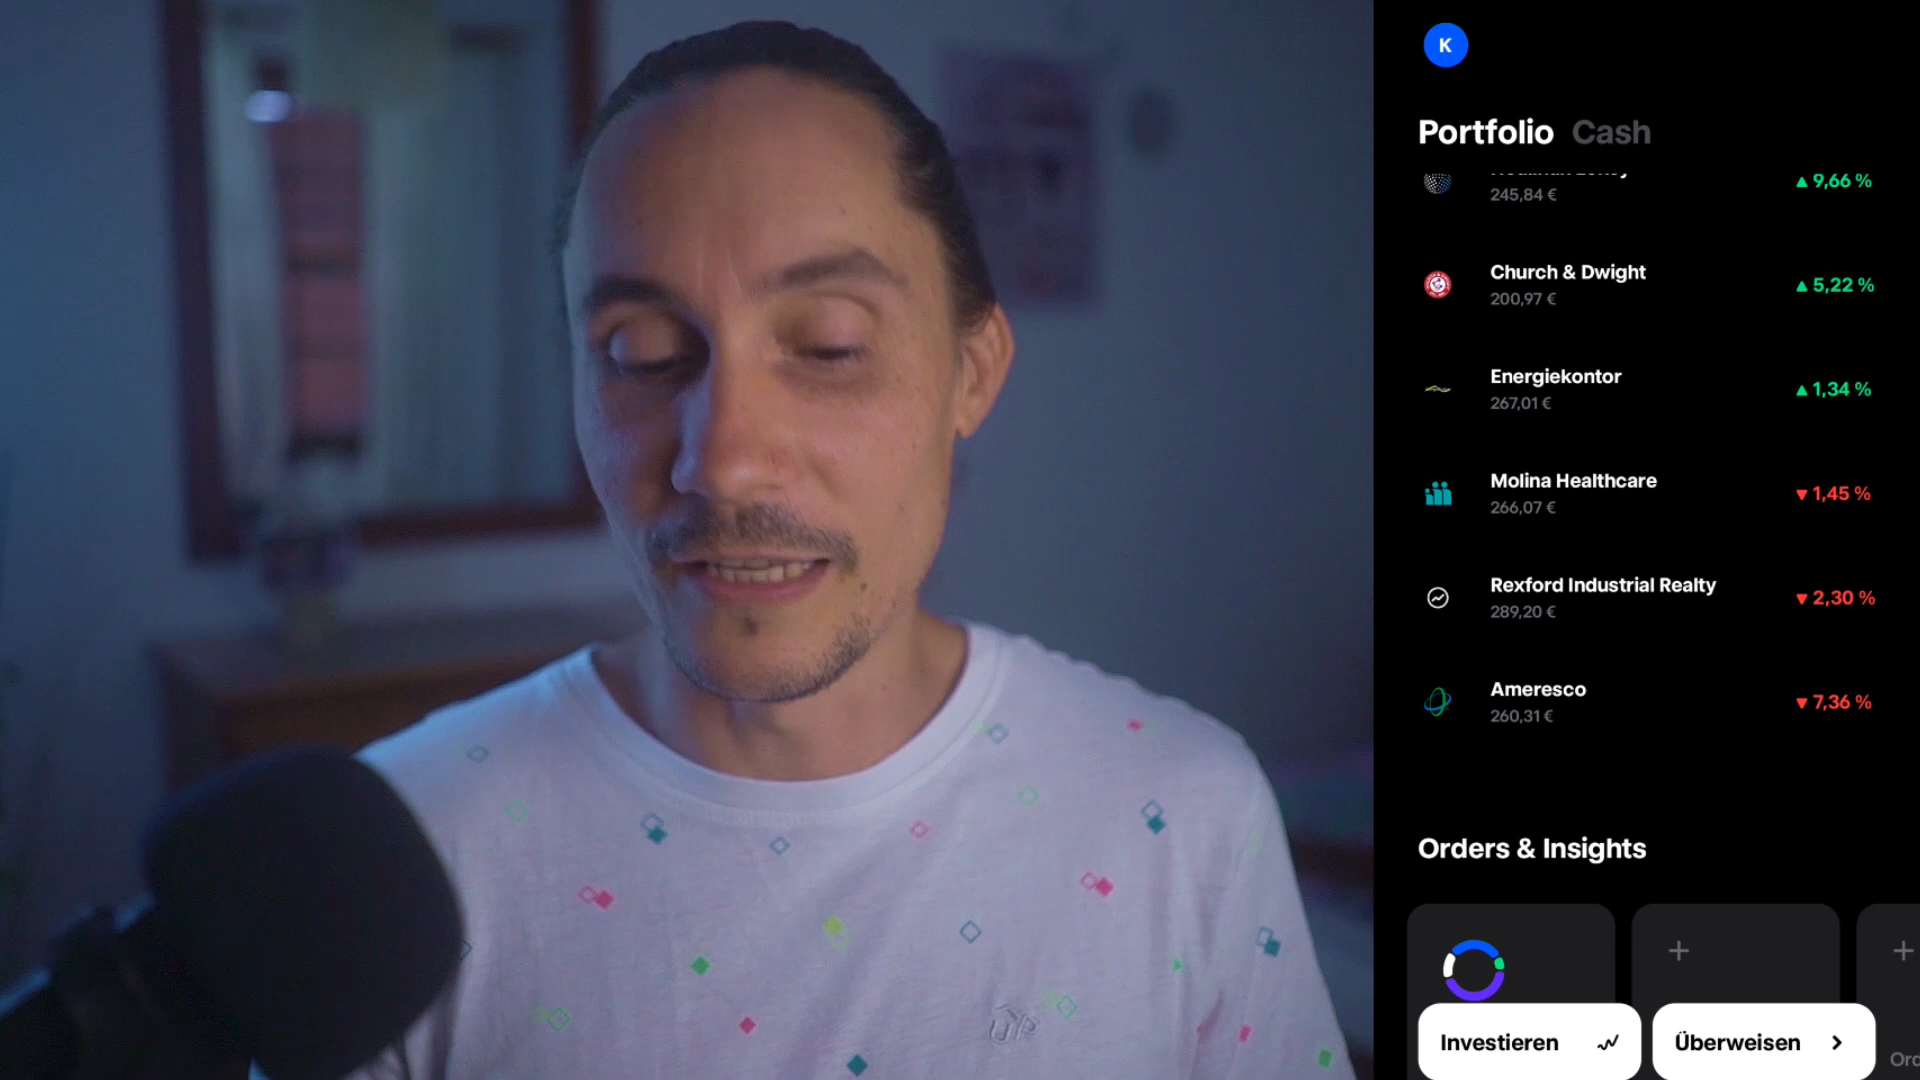 K
Portfolio Cash
245,84 €
▲ 9,66 %
Church & Dwight
200,97 €
▲ 5,22 %
Energiekontor
267,01 €
▲ 1,34 %
Molina Healthcare
266,07 €
▼ 1,45 %
Rexford Industrial Realty
289,20 €
▼ 2,30 %
Ameresco
260,31 €
▼ 7,36 %
Orders & Insights
Investieren
Überweisen